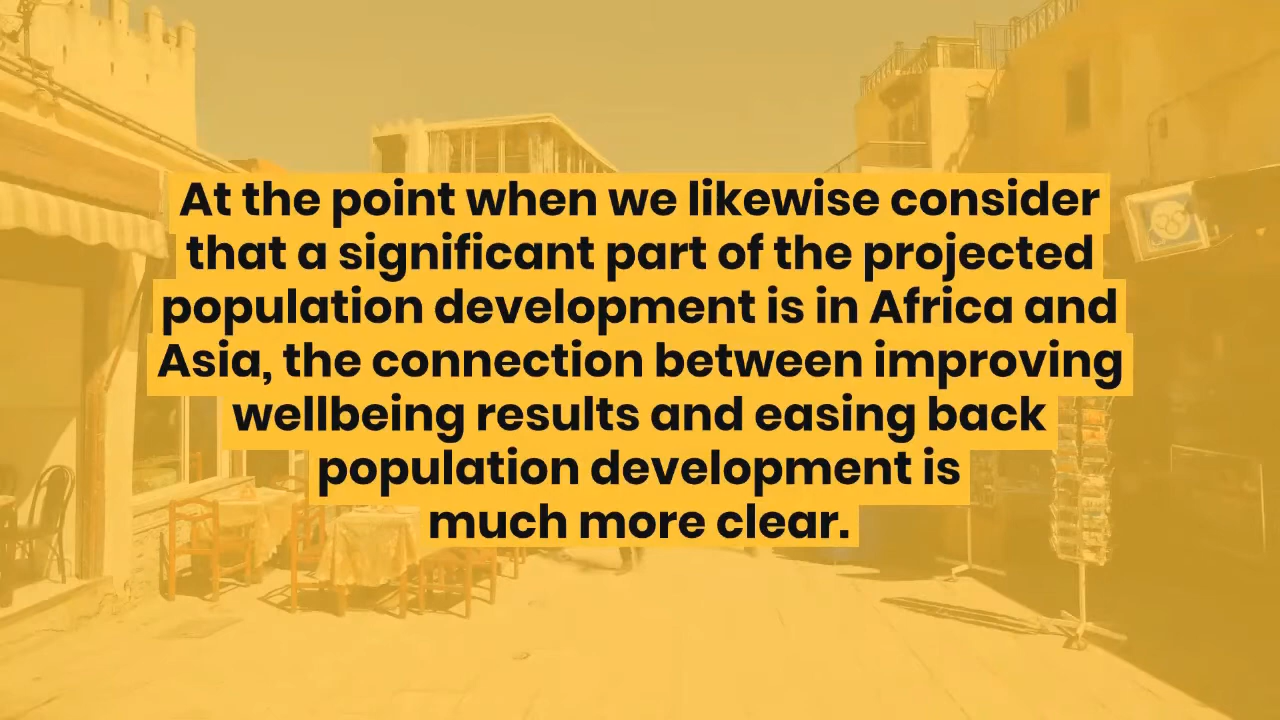 At the point when we likewise consider
that a significant part of the projected
population development is in Africa and
Asia, the connection between improving
wellbeing results and easing back
population development is
much more clear.